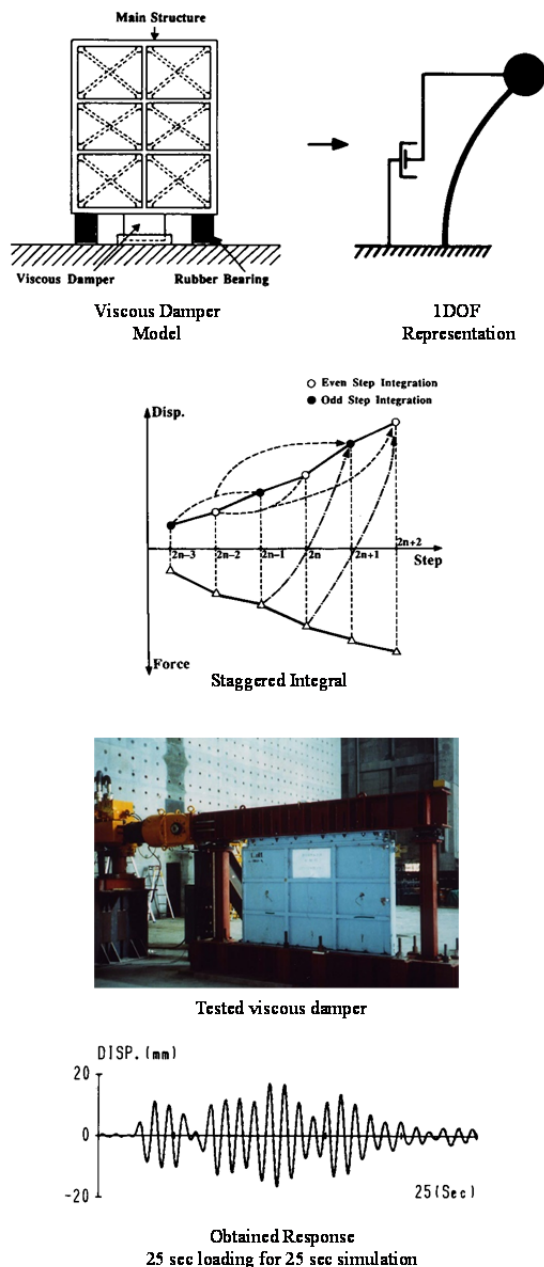 Main Structure
Viscous Damper
Rubber Bearing
Viscous Damper
Model
1DOF
Representation
Even Step Integration
Odd Step Integration
Disp.
2n–3
2n–2
2n–1
2n
2n+1
2n+2
Step
Force
Staggered Integral
Tested viscous damper
DISP.(mm)
20
0
-20
25(Sec)
Obtained Response
25 sec loading for 25 sec simulation